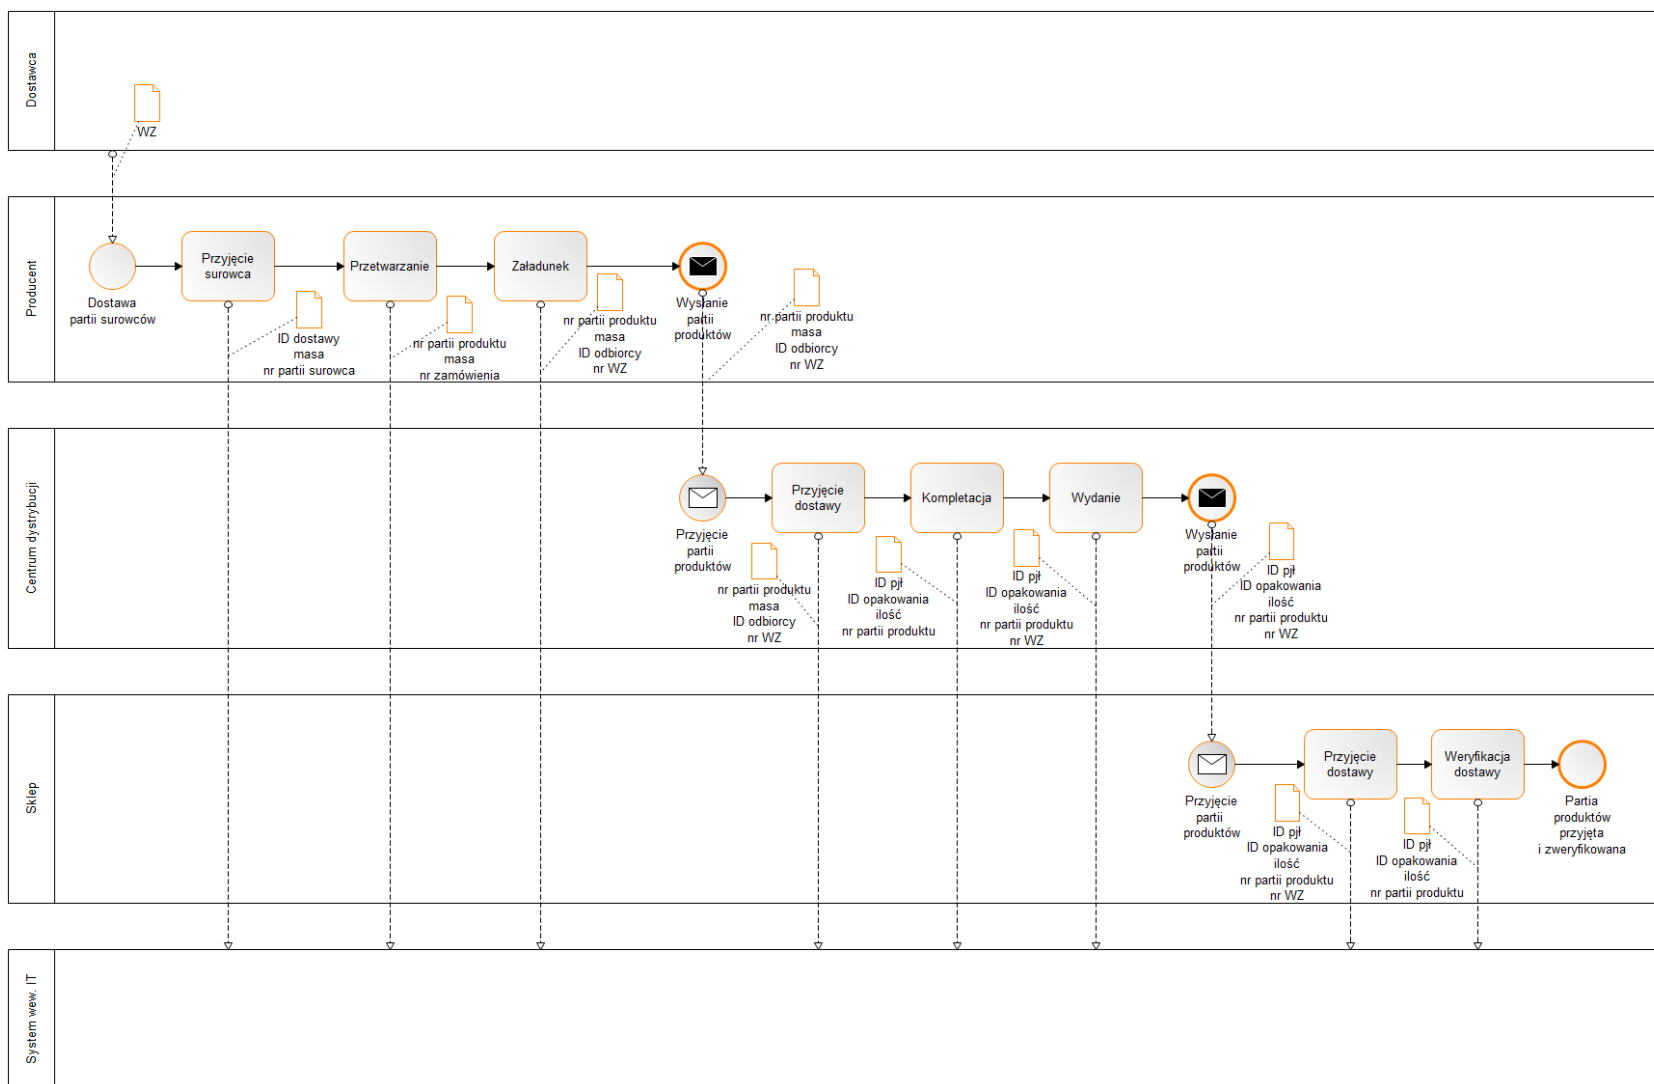 Dostawca
WZ
Producent
Dostawa
partii surowców
Przyjęcie
surowca
ID dostawy
masa
nr partii surowca
Przetwarzanie
nr partii produktu
masa
nr zamówienia
Załadunek
nr partii produktu
masa
ID odbiorcy
nr WZ
Wysłanie
partii
produktów
nr partii produktu
masa
ID odbiorcy
nr WZ
Centrum dystrybucji
Przyjęcie
partii
produktów
Przyjęcie
dostawy
nr partii produktu
masa
ID odbiorcy
nr WZ
Kompletacja
ID pjł
ID opakowania
ilość
nr partii produktu
Wydanie
ID pjł
ID opakowania
ilość
nr partii produktu
nr WZ
Wysłanie
partii
produktów
ID pjł
ID opakowania
ilość
nr partii produktu
nr WZ
Sklep
Przyjęcie
partii
produktów
Przyjęcie
dostawy
ID pjł
ID opakowania
ilość
nr partii produktu
nr WZ
Weryfikacja
dostawy
ID pjł
ID opakowania
ilość
nr partii produktu
Partia
produktów
przyjęta
i zweryfikowana
System wew. IT